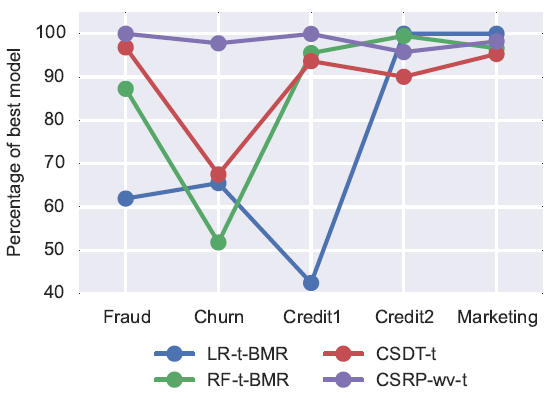 Percentage of best model
100
90
80
70
60
50
40
Fraud Churn Credit1 Credit2 Marketing
LR-t-BMR CSDT-t
RF-t-BMR CSRP-wv-t